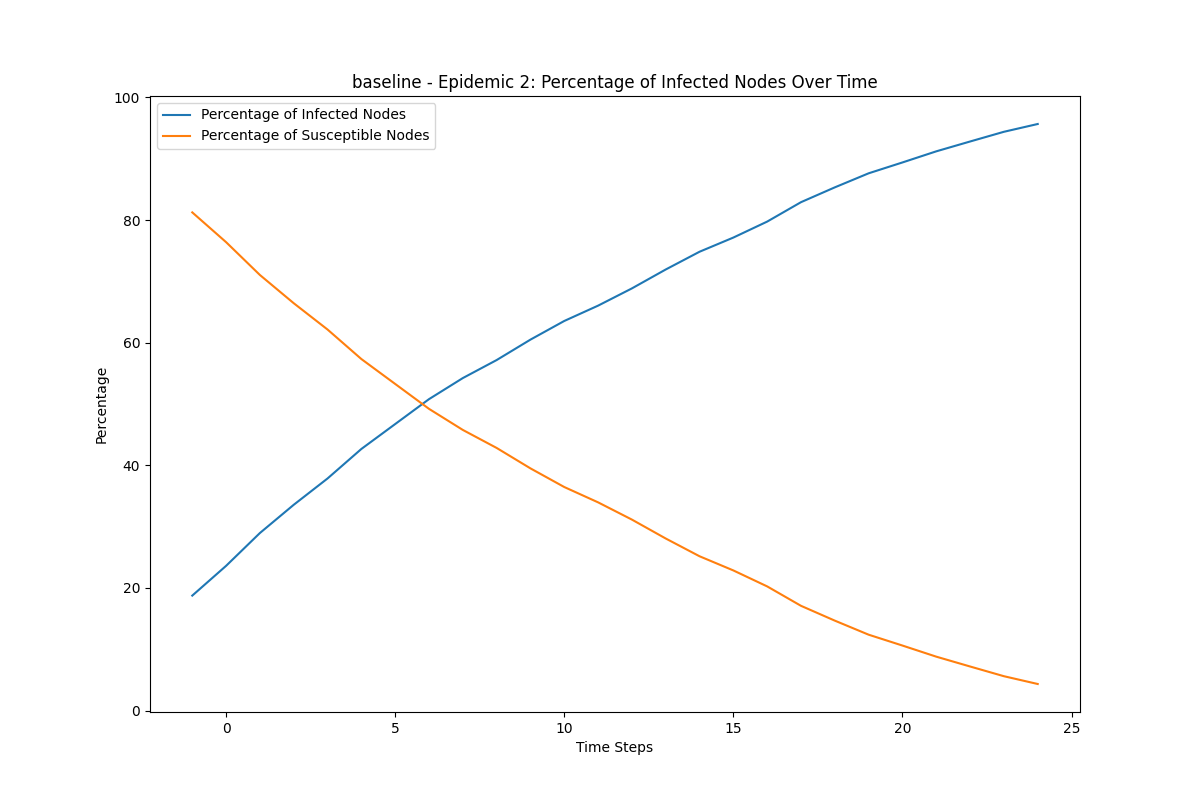 baseline - Epidemic 2: Percentage of Infected Nodes Over Time
Percentage of Infected Nodes
Percentage of Susceptible Nodes
100
80
60
40
20
0
Percentage
0 5 10 15 20 25
Time Steps